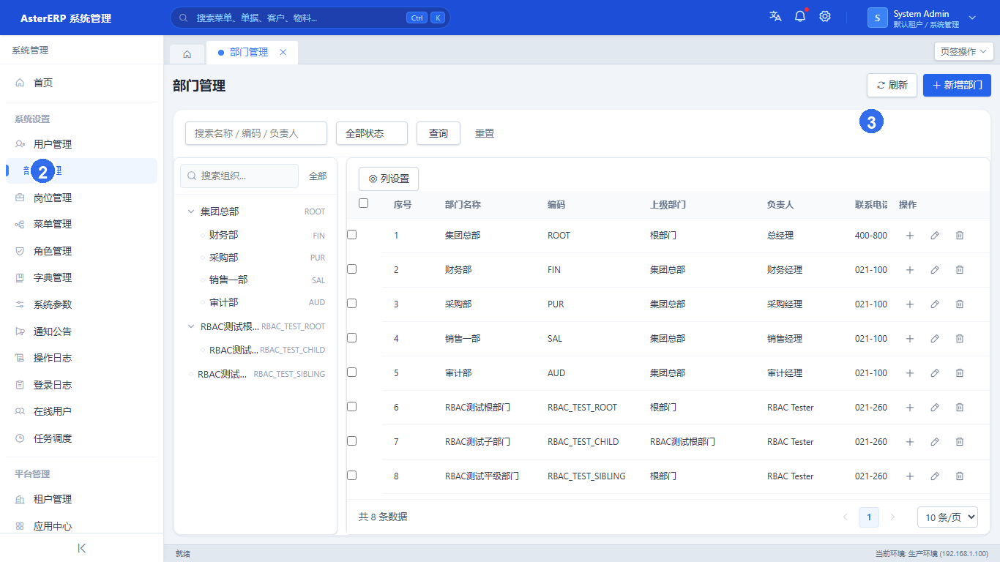 AsterERP 系统管理
搜索菜单、单据、客户、物料...
Ctrl K
S
System Admin
默认租户 / 系统管理
系统管理
部门管理
页签操作
首页
系统设置
用户管理
部 理
2
岗位管理
菜单管理
角色管理
字典管理
系统参数
通知公告
操作日志
登录日志
在线用户
任务调度
平台管理
租户管理
应用中心
部门管理
刷新
新增部门
3
搜索名称 / 编码 / 负责人
全部状态
查询
重置
搜索组织...
全部
集团总部 ROOT
财务部 FIN
采购部 PUR
销售一部 SAL
审计部 AUD
RBAC测试根... RBAC_TEST_ROOT
RBAC测试... RBAC_TEST_CHILD
RBAC测试... RBAC_TEST_SIBLING
列设置
序号 部门名称 编码 上级部门 负责人 联系电话 操作
1 集团总部 ROOT 根部门 总经理 400-800
2 财务部 FIN 集团总部 财务经理 021-100
3 采购部 PUR 集团总部 采购经理 021-100
4 销售一部 SAL 集团总部 销售经理 021-100
5 审计部 AUD 集团总部 审计经理 021-100
6 RBAC测试根部门 RBAC_TEST_ROOT 根部门 RBAC Tester 021-260
7 RBAC测试子部门 RBAC_TEST_CHILD RBAC测试根部门 RBAC Tester 021-260
8 RBAC测试平级部门 RBAC_TEST_SIBLING 根部门 RBAC Tester 021-260
共 8 条数据
1
10 条/页
就绪
当前环境: 生产环境 (192.168.1.100)